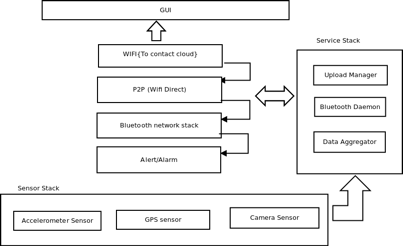 GUI
WIFI{To contact cloud}
P2P (Wifi Direct)
Bluetooth network stack
Alert/Alarm
Service Stack
Upload Manager
Bluetooth Daemon
Data Aggregator
Sensor Stack
Accelerometer Sensor
GPS sensor
Camera Sensor